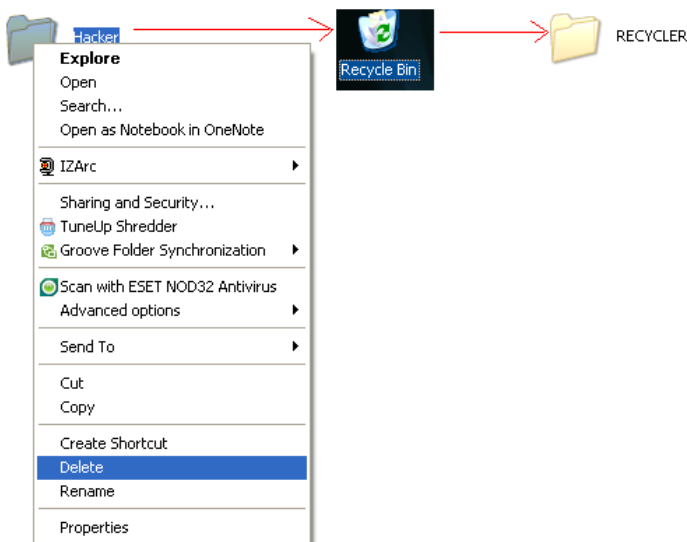 Hacker
Recycle Bin
RECYCLER
Explore
Open
Search...
Open as Notebook in OneNote
IZArc
Sharing and Security...
TuneUp Shredder
Groove Folder Synchronization
Scan with ESET NOD32 Antivirus
Advanced options
Send To
Cut
Copy
Create Shortcut
Delete
Rename
Properties